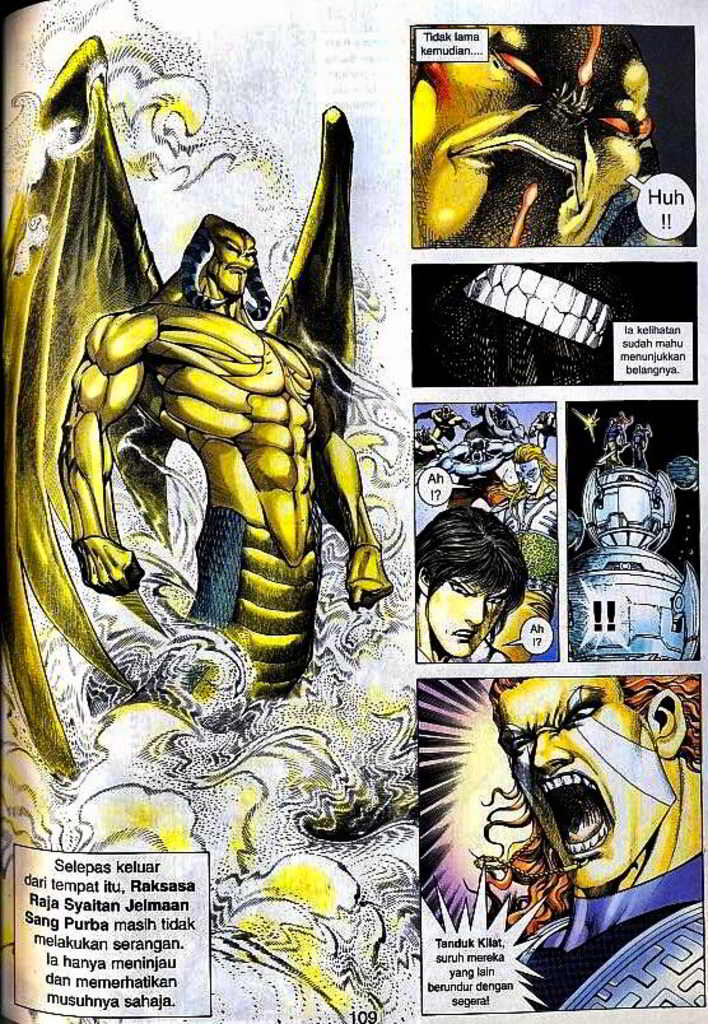 Selepas keluar
dari tempat itu, Raksasa
Raja Syaitan Jelmaan
Sang Purba masih tidak
melakukan serangan.
Ia hanya meninjau
dan memerhatikan
musuhnya sahaja.
Tidak lama
kemudian....
Huh
!!
Ia kelihatan
sudah mahu
menunjukkan
belangnya.
Ah
!?
Ah
!?
!!
Tanduk Kilat,
suruh mereka
yang lain
berundur dengan
segera!
109